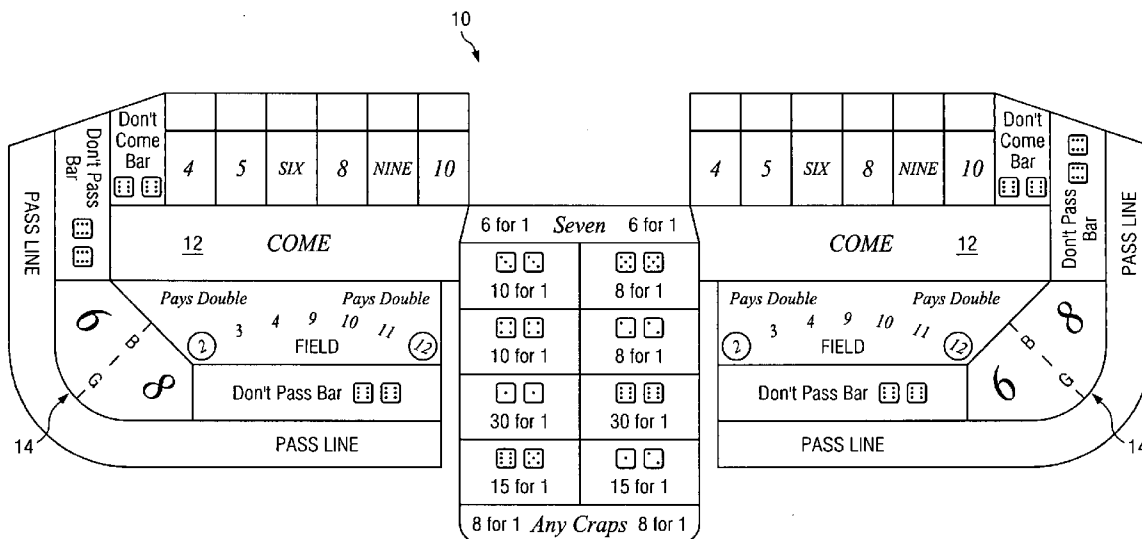 10
Don't
Come
Bar
4 5 SIX 8 NINE 10
Don't Pass
Bar
PASS LINE
12 COME
Pays Double Pays Double
2 3 4 9 10 11 12
FIELD
6 8
B I G
Don't Pass Bar
PASS LINE
14
6 for 1 Seven 6 for 1
10 for 1 8 for 1
10 for 1 8 for 1
30 for 1 30 for 1
15 for 1 15 for 1
8 for 1 Any Craps 8 for 1
4 5 SIX 8 NINE 10
Don't
Come
Bar
Don't Pass
Bar
PASS LINE
COME 12
Pays Double Pays Double
2 3 4 9 10 11 12
FIELD
8 6
B I G
Don't Pass Bar
PASS LINE
14